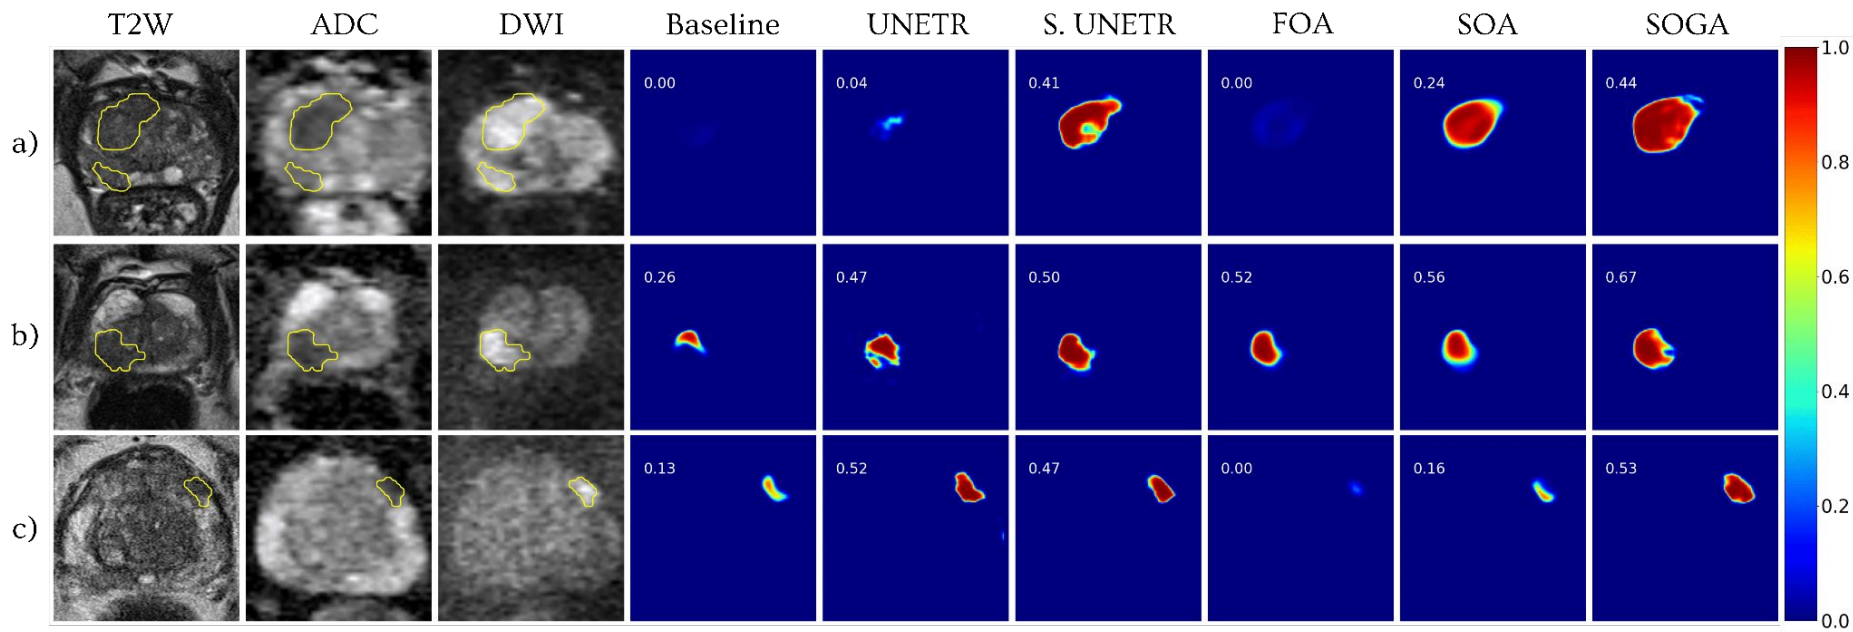 T2W ADC DWI Baseline UNETR S. UNETR FOA SOA SOGA
a) 0.00 0.04 0.41 0.00 0.24 0.44
b) 0.26 0.47 0.50 0.52 0.56 0.67
c) 0.13 0.52 0.47 0.00 0.16 0.53
1.0
0.8
0.6
0.4
0.2
0.0